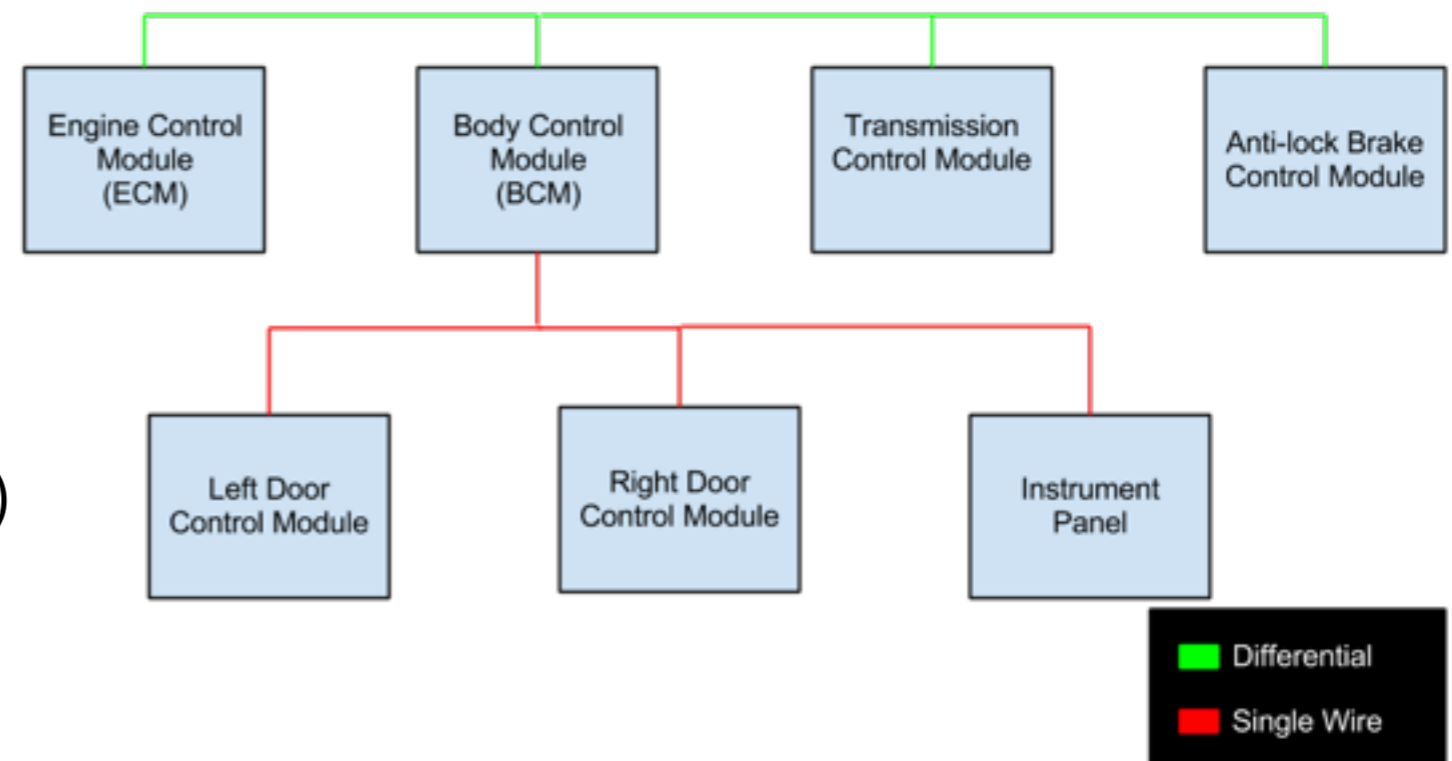 Engine Control
Module
(ECM)
Body Control
Module
(BCM)
Transmission
Control Module
Anti-lock Brake
Control Module
)
Left Door
Control Module
Right Door
Control Module
Instrument
Panel
Differential
Single Wire